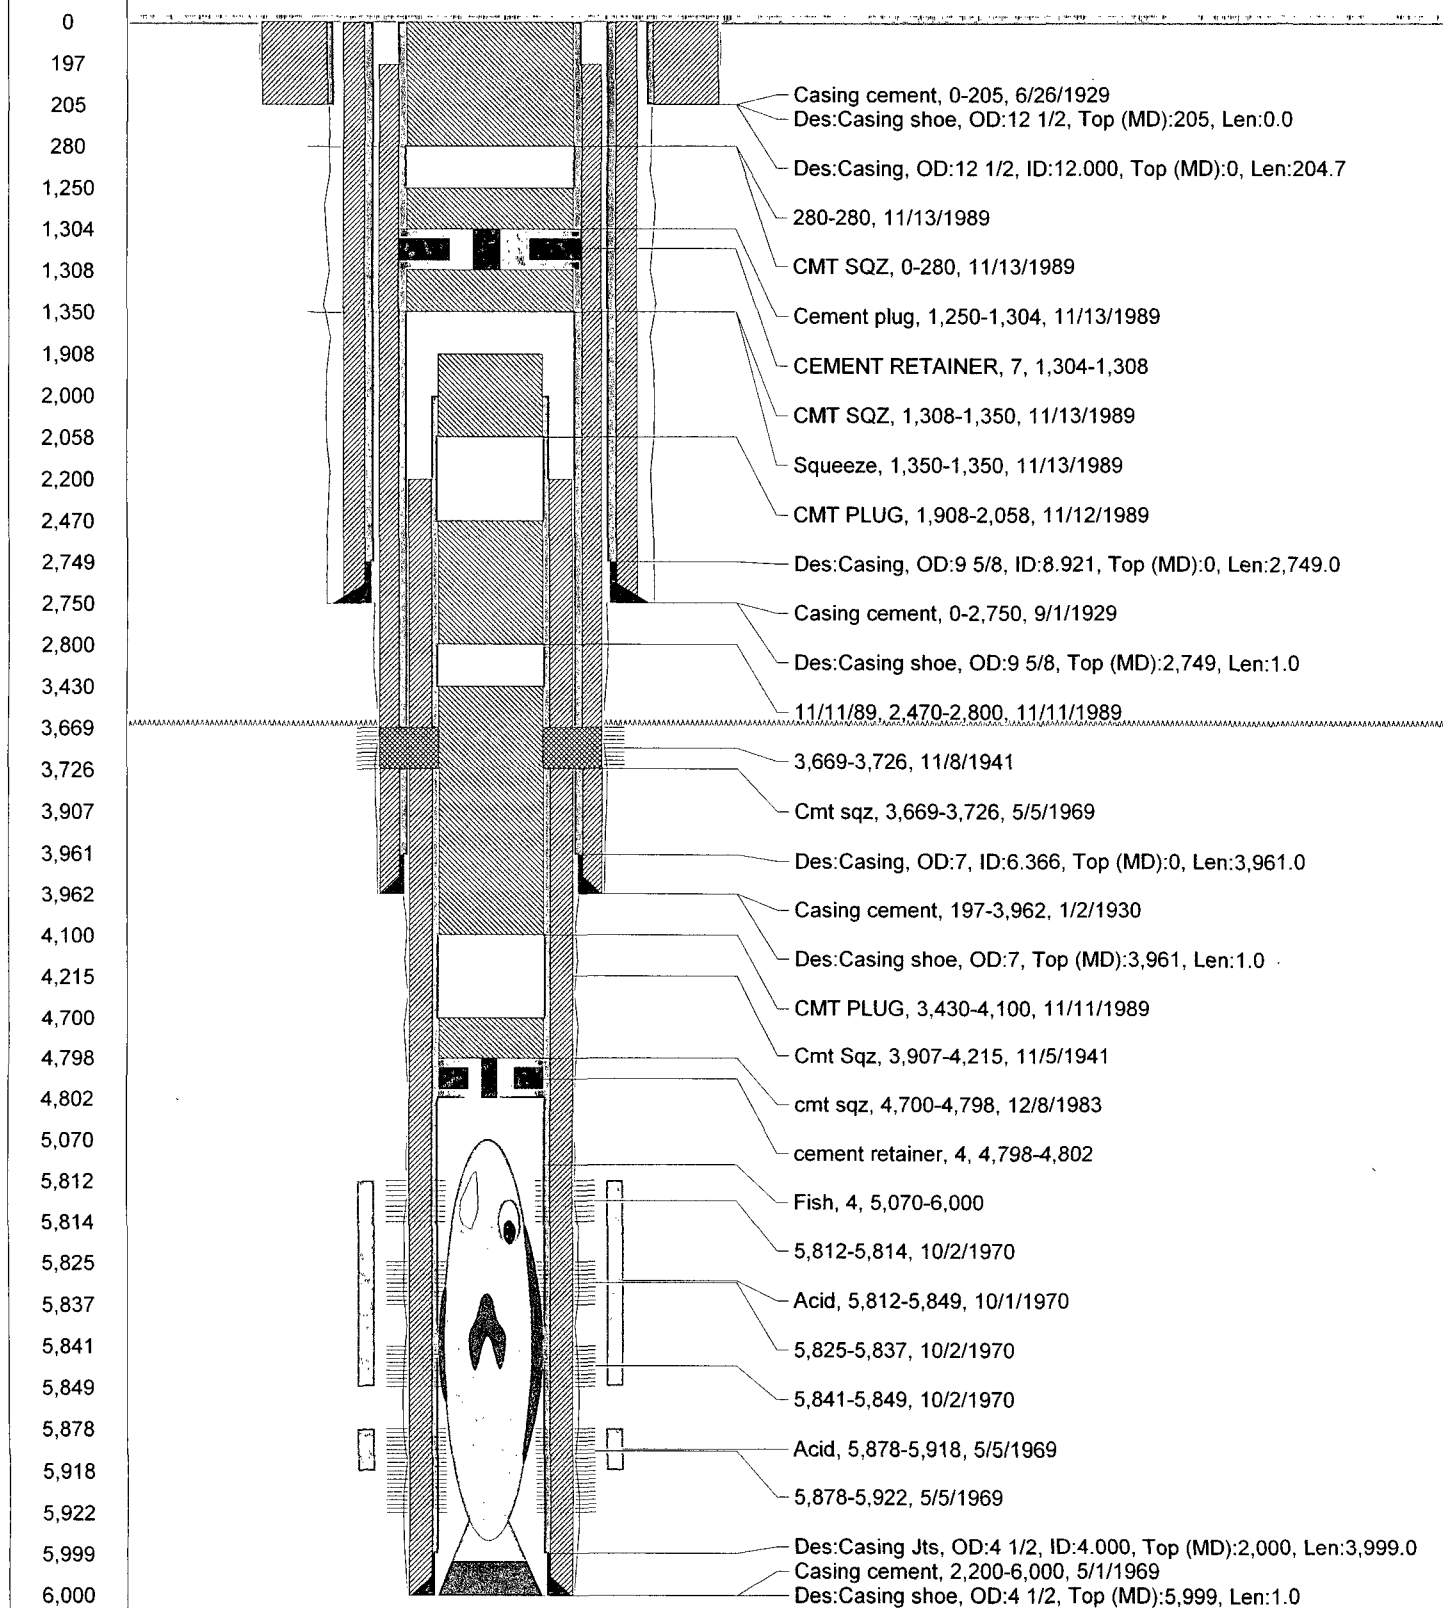 0
197
205
280
1,250
1,304
1,308
1,350
1,908
2,000
2,058
2,200
2,470
2,749
2,750
2,800
3,430
3,669
3,726
3,907
3,961
3,962
4,100
4,215
4,700
4,798
4,802
5,070
5,812
5,814
5,825
5,837
5,841
5,849
5,878
5,918
5,922
5,999
6,000
Casing cement, 0-205, 6/26/1929
Des:Casing shoe, OD:12 1/2, Top (MD):205, Len:0.0
Des:Casing, OD:12 1/2, ID:12.000, Top (MD):0, Len:204.7
280-280, 11/13/1989
CMT SQZ, 0-280, 11/13/1989
Cement plug, 1,250-1,304, 11/13/1989
CEMENT RETAINER, 7, 1,304-1,308
CMT SQZ, 1,308-1,350, 11/13/1989
Squeeze, 1,350-1,350, 11/13/1989
CMT PLUG, 1,908-2,058, 11/12/1989
Des:Casing, OD:9 5/8, ID:8.921, Top (MD):0, Len:2,749.0
Casing cement, 0-2,750, 9/1/1929
Des:Casing shoe, OD:9 5/8, Top (MD):2,749, Len:1.0
11/11/89, 2,470-2,800, 11/11/1989
3,669-3,726, 11/8/1941
Cmt sqz, 3,669-3,726, 5/5/1969
Des:Casing, OD:7, ID:6.366, Top (MD):0, Len:3,961.0
Casing cement, 197-3,962, 1/2/1930
Des:Casing shoe, OD:7, Top (MD):3,961, Len:1.0
CMT PLUG, 3,430-4,100, 11/11/1989
Cmt Sqz, 3,907-4,215, 11/5/1941
cmt sqz, 4,700-4,798, 12/8/1983
cement retainer, 4, 4,798-4,802
Fish, 4, 5,070-6,000
5,812-5,814, 10/2/1970
Acid, 5,812-5,849, 10/1/1970
5,825-5,837, 10/2/1970
5,841-5,849, 10/2/1970
Acid, 5,878-5,918, 5/5/1969
5,878-5,922, 5/5/1969
Des:Casing Jts, OD:4 1/2, ID:4.000, Top (MD):2,000, Len:3,999.0
Casing cement, 2,200-6,000, 5/1/1969
Des:Casing shoe, OD:4 1/2, Top (MD):5,999, Len:1.0